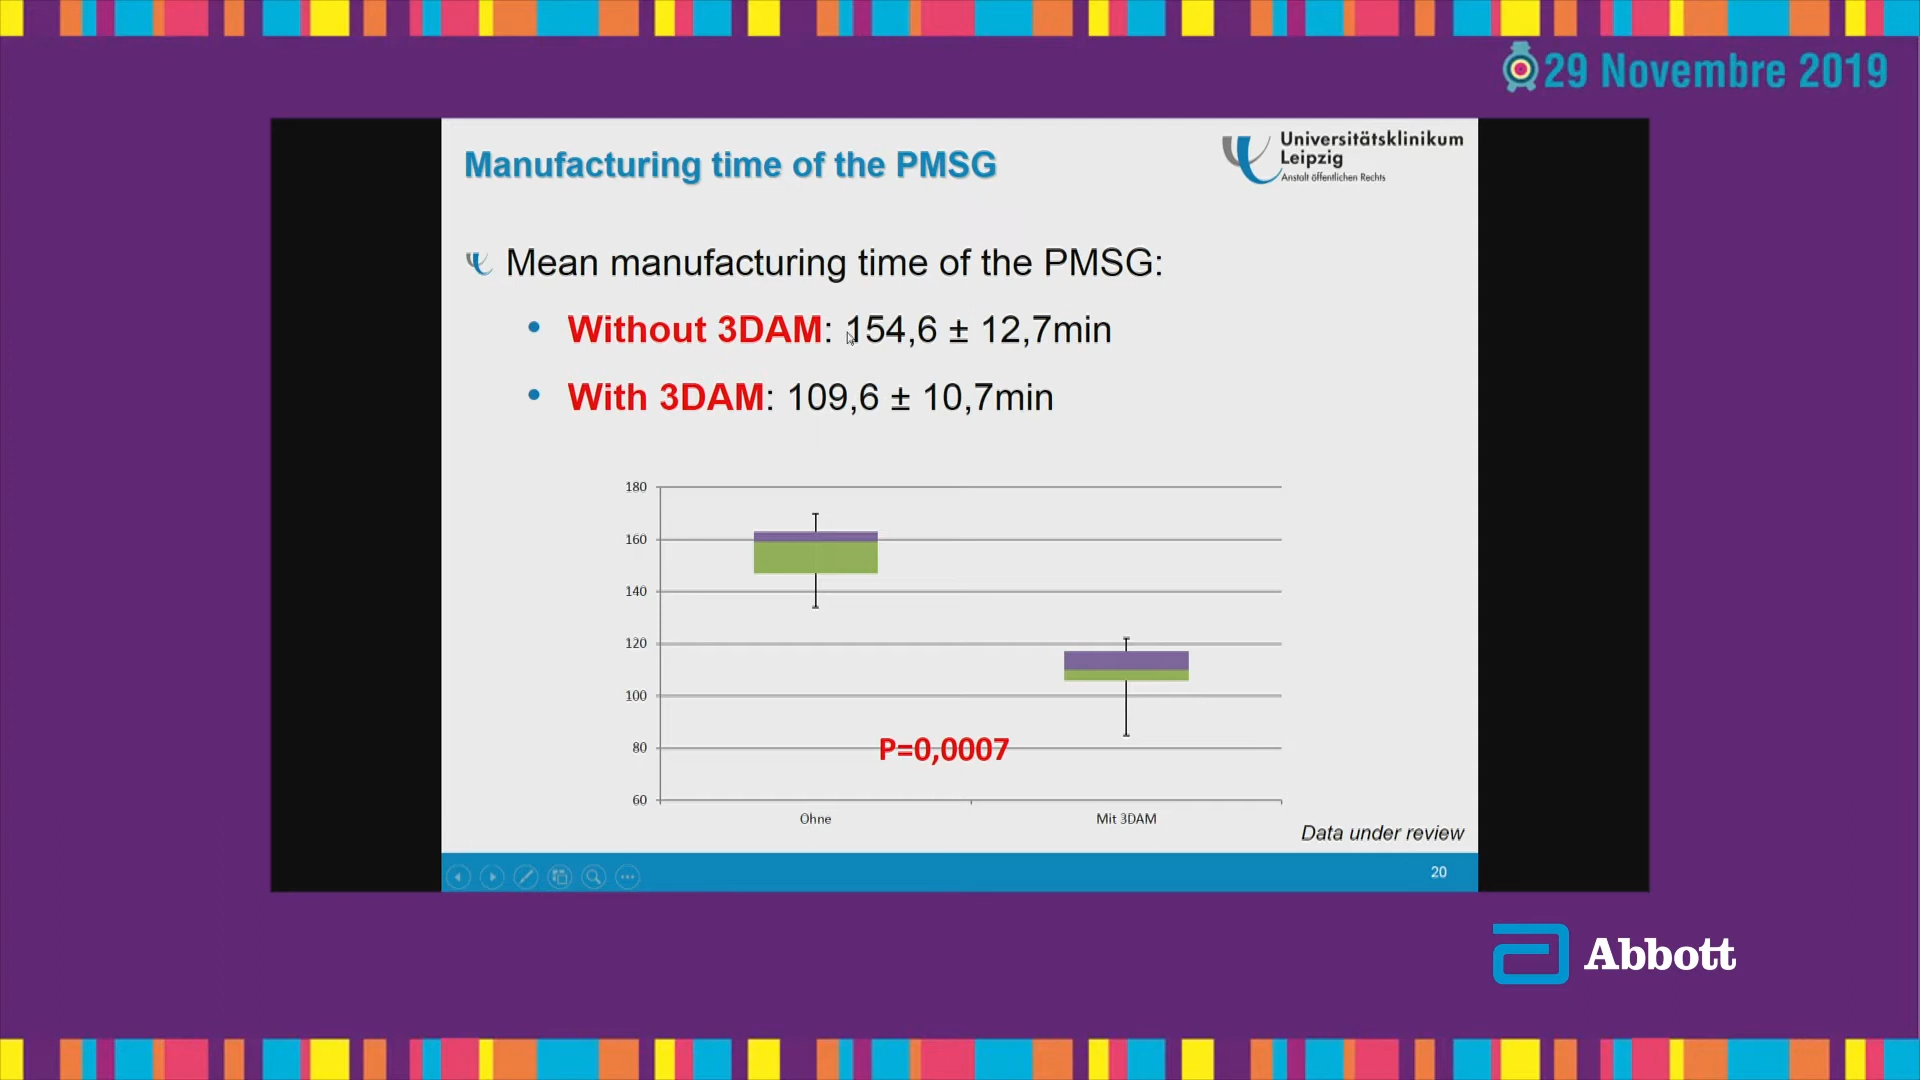 29 Novembre 2019
Manufacturing time of the PMSG
Universitätsklinikum
Leipzig
Anstalt öffentlichen Rechts
Mean manufacturing time of the PMSG:
• Without 3DAM: 154,6 ± 12,7min
• With 3DAM: 109,6 ± 10,7min
180
160
140
120
100
80
60
P=0,0007
Ohne
Mit 3DAM
Data under review
20
Abbott